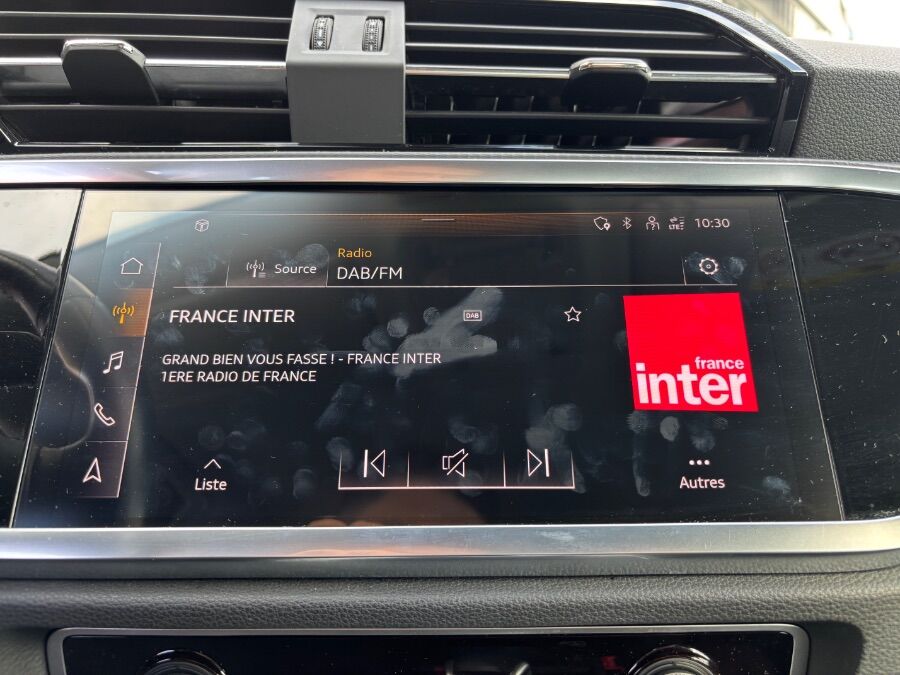 LTE 10:30
Radio
Source DAB/FM
FRANCE INTER DAB
GRAND BIEN VOUS FASSE ! - FRANCE INTER
1ERE RADIO DE FRANCE
france
inter
Liste
Autres